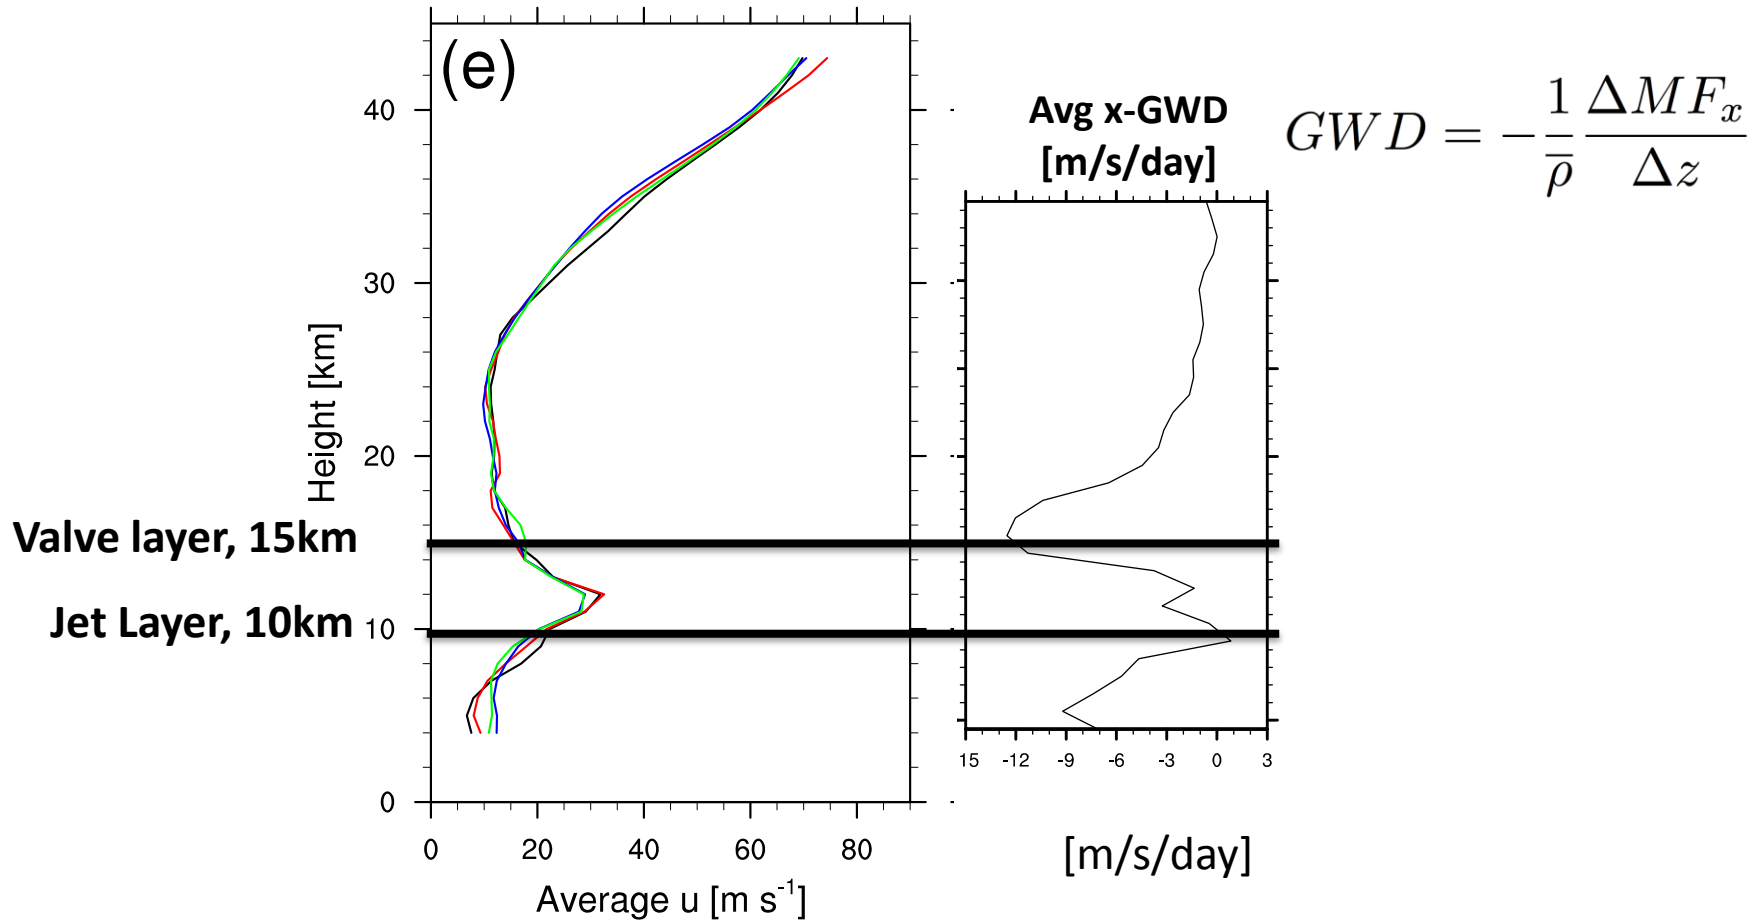 (e)
40
30
20
10
0
Height [km]
0 20 40 60 80
Average u [m s⁻¹]
Valve layer, 15km
Jet Layer, 10km
Avg x-GWD
[m/s/day]
15 -12 -9 -6 -3 0 3
[m/s/day]
GWD = - 1/ρ̅ ΔMFₓ/Δz